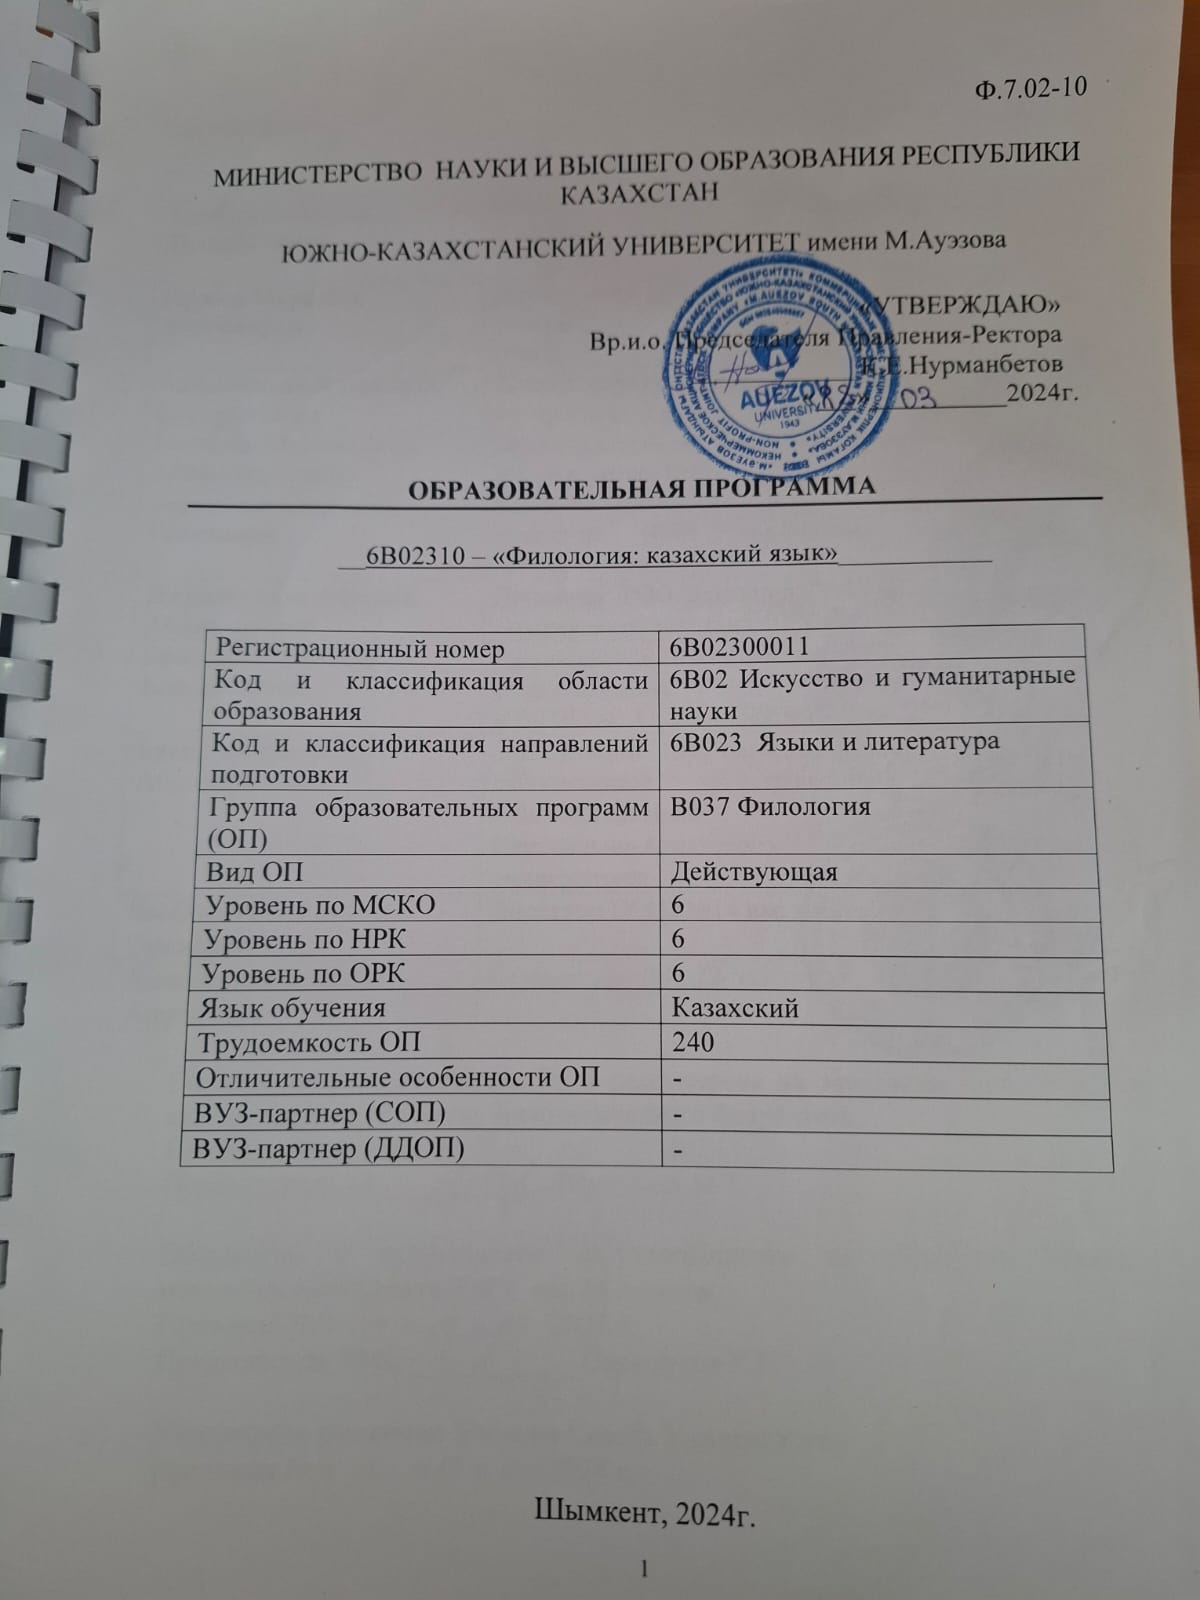 Ф.7.02-10
МИНИСТЕРСТВО НАУКИ И ВЫСШЕГО ОБРАЗОВАНИЯ РЕСПУБЛИКИ
КАЗАХСТАН
ЮЖНО-КАЗАХСТАНСКИЙ УНИВЕРСИТЕТ имени М.Ауэзова
«УТВЕРЖДАЮ»
Вр.и.о. Председателя Правления-Ректора
К.Е.Нурманбетов
03 2024г.
AUEZOV
UNIVERSITY
1943
ОБРАЗОВАТЕЛЬНАЯ ПРОГРАММА
6В02310 – «Филология: казахский язык»
Регистрационный номер 6В02300011
Код и классификация области 6В02 Искусство и гуманитарные
образования науки
Код и классификация направлений 6В023 Языки и литература
подготовки
Группа образовательных программ В037 Филология
(ОП)
Вид ОП Действующая
Уровень по МСКО 6
Уровень по НРК 6
Уровень по ОРК 6
Язык обучения Казахский
Трудоемкость ОП 240
Отличительные особенности ОП -
ВУЗ-партнер (СОП) -
ВУЗ-партнер (ДДОП) -
Шымкент, 2024г.
1